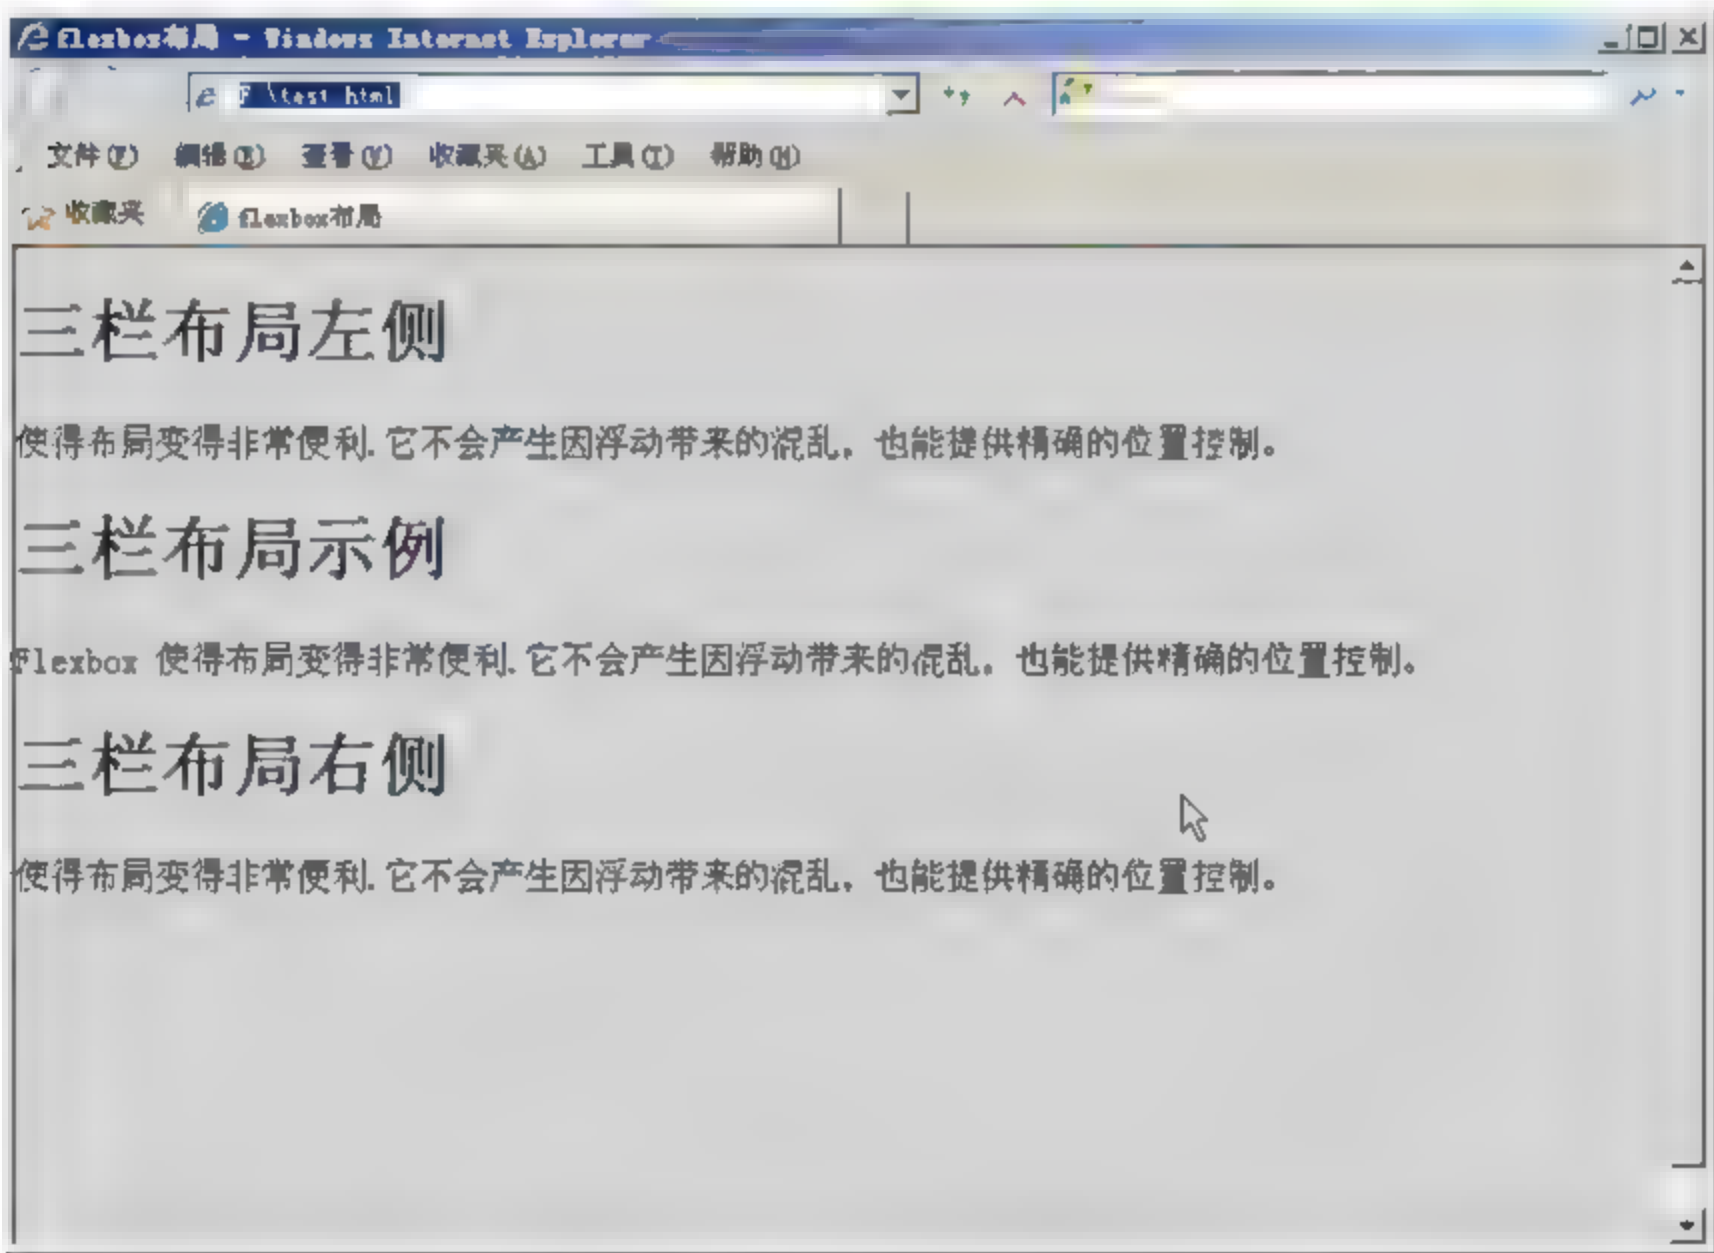 flexbox布局 - Windows Internet Explorer
F:\test.html
文件(F) 编辑(E) 查看(V) 收藏夹(A) 工具(T) 帮助(H)
收藏夹 flexbox布局
三栏布局左侧
使得布局变得非常便利.它不会产生因浮动带来的混乱，也能提供精确的位置控制。
三栏布局示例
Flexbox 使得布局变得非常便利.它不会产生因浮动带来的混乱，也能提供精确的位置控制。
三栏布局右侧
使得布局变得非常便利.它不会产生因浮动带来的混乱，也能提供精确的位置控制。